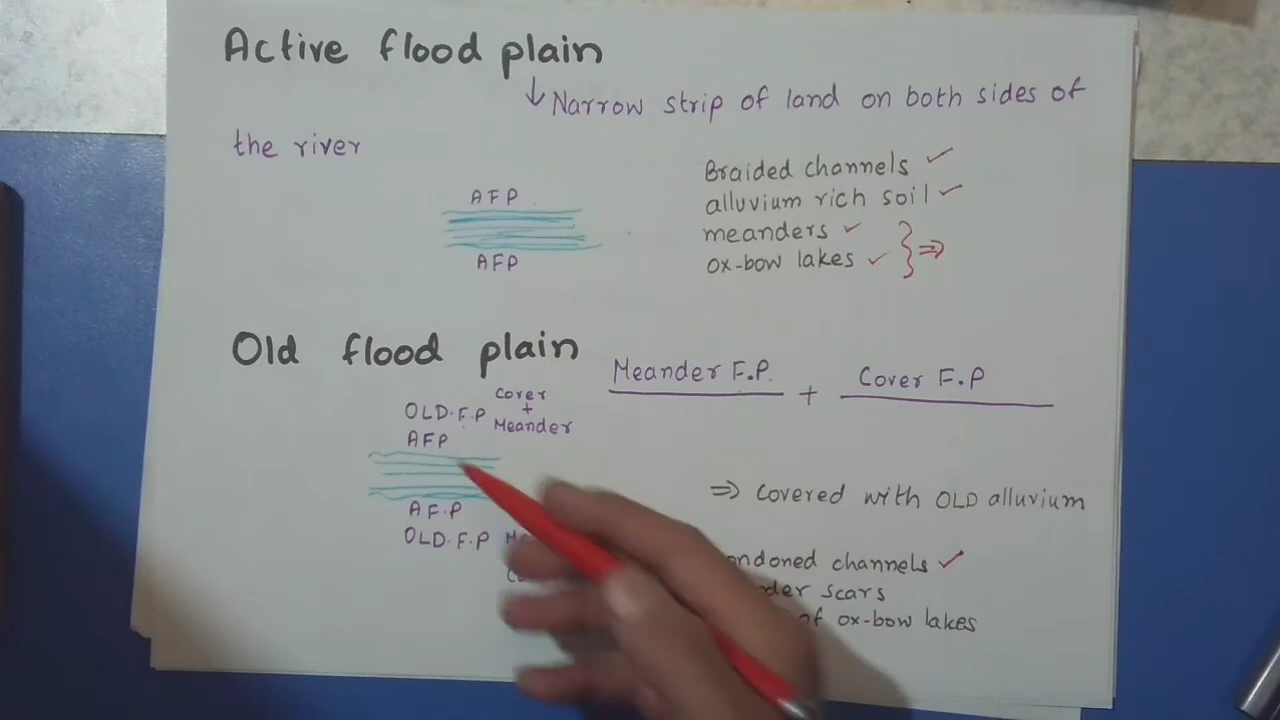 Active flood plain
↓ Narrow strip of land on both sides of
the river
AFP
AFP
Braided channels ✓
alluvium rich soil ✓
meanders ✓
ox-bow lakes ✓ } ⇒
Old flood plain
Meander F.P. + Cover F.P
OLD.F.P Cover + Meander
AFP
A F.P
OLD.F.P
⇒ Covered with OLD alluvium
channels ✓
scars
of ox-bow lakes